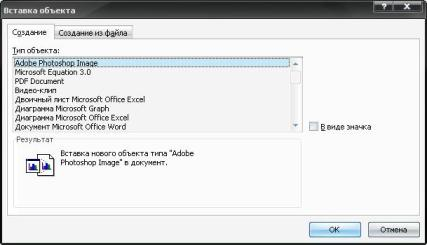 Вставка объекта
Создание
Создание из файла
Тип объекта:
Adobe Photoshop Image
Microsoft Equation 3.0
PDF Document
Видео-клип
Двоичный лист Microsoft Office Excel
Диаграмма Microsoft Graph
Диаграмма Microsoft Office Excel
Документ Microsoft Office Word
В виде значка
Результат
Вставка нового объекта типа "Adobe
Photoshop Image" в документ.
ОК
Отмена